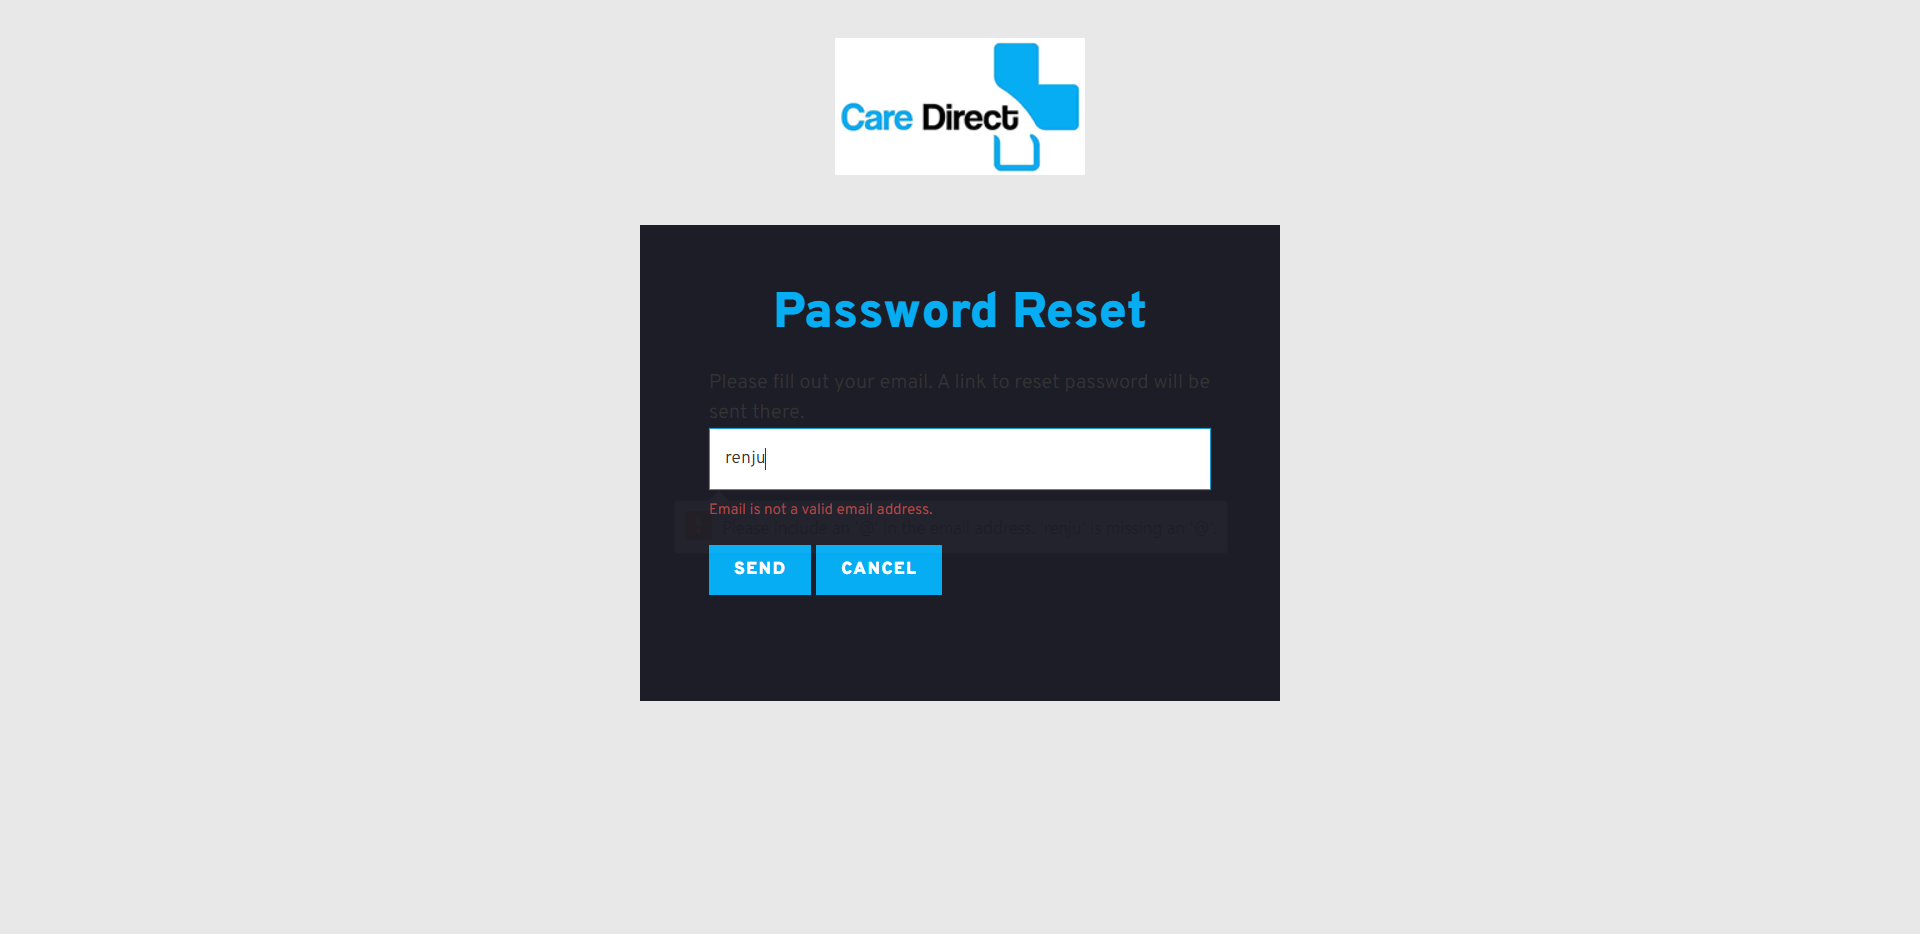 Care Direct
Password Reset
Please fill out your email. A link to reset password will be
sent there.
renju
Email is not a valid email address.
Please include an '@' in the email address. 'renju' is missing an '@'.
SEND CANCEL